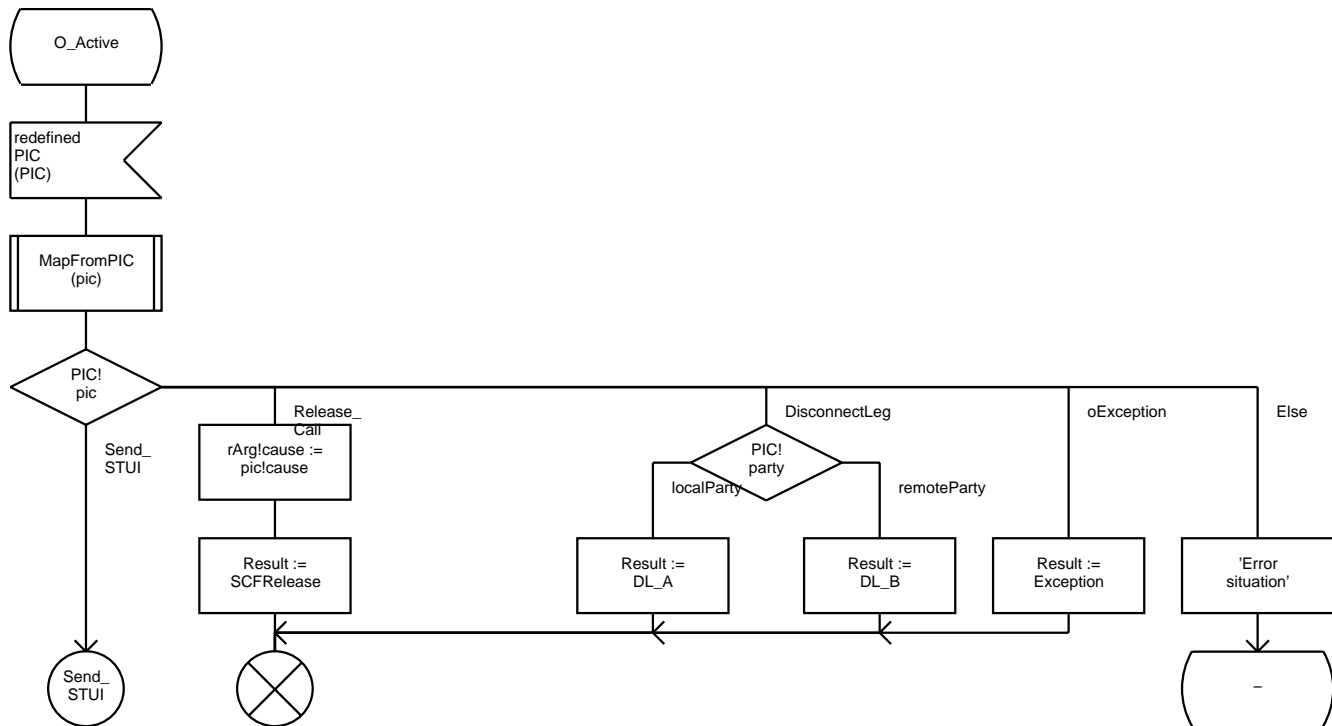 O_Active
redefined
PIC
(PIC)
MapFromPIC
(pic)
PIC!
pic
Send_
STUI
Release_
Call
DisconnectLeg
oException
Else
rArg!cause :=
pic!cause
PIC!
party
localParty
remoteParty
Result :=
SCFRelease
Result :=
DL_A
Result :=
DL_B
Result :=
Exception
'Error
situation’
Send_
STUI
–